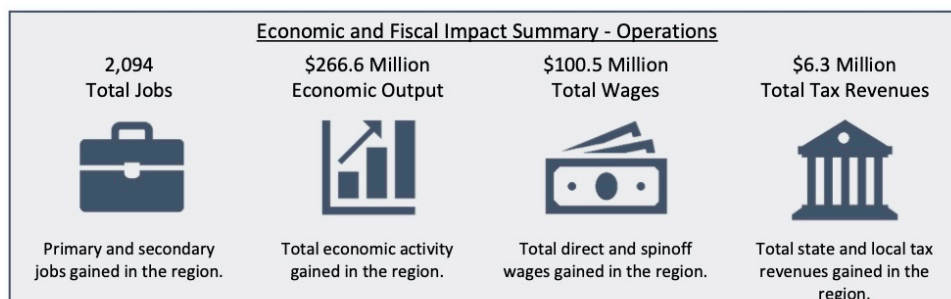 Economic and Fiscal Impact Summary - Operations
2,094
Total Jobs
$266.6 Million
Economic Output
$100.5 Million
Total Wages
$6.3 Million
Total Tax Revenues
Primary and secondary
jobs gained in the region.
Total economic activity
gained in the region.
Total direct and spinoff
wages gained in the region.
Total state and local tax
revenues gained in the
region.